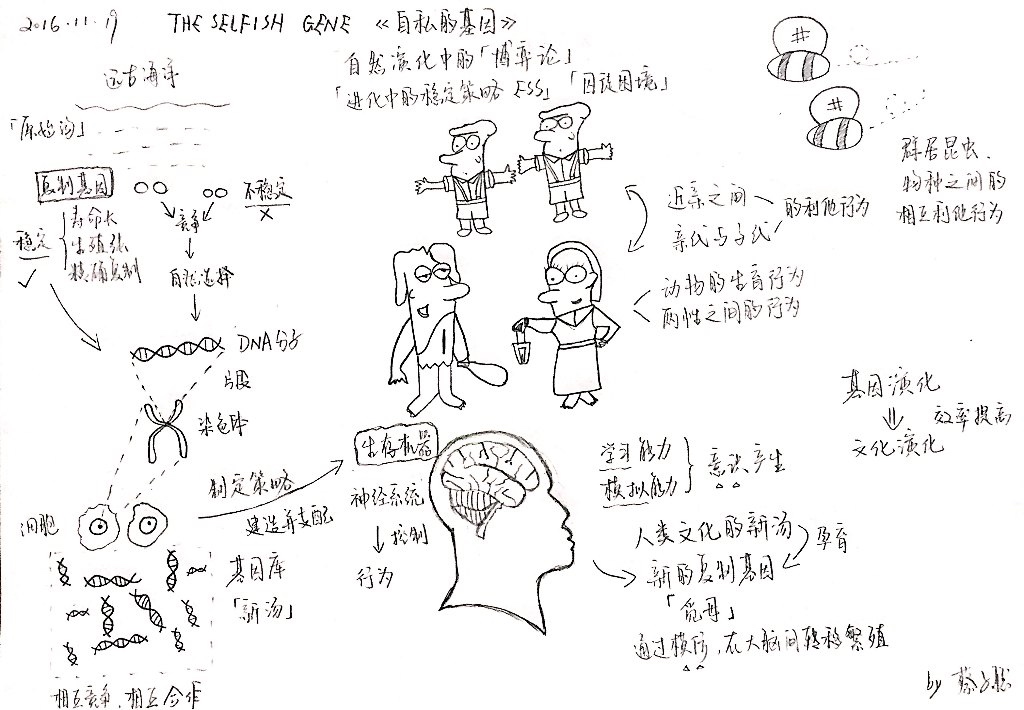 2016.11.19 THE SELFISH GENE 《自私的基因》
远古海洋
「原始汤」
复制基因
不稳定
×
稳定
寿命长
生殖强
精确复制
竞争
自然选择
DNA分子
片段
染色体
细胞
基因库
「新汤」
相互竞争、相互合作
制定策略
建造并支配
自然演化中的「博弈论」
「进化中的稳定策略 ESS」「囚徒困境」
近亲之间
亲代与子代
的利他行为
动物的生育行为
两性之间的行为
#
#
群居昆虫、
物种之间的
相互利他行为
生存机器
神经系统
控制
行为
学习能力
模拟能力
意识产生
基因演化
效率提高
文化演化
人类文化的新汤
孕育
新的复制基因
「觅母」
通过模仿,在大脑间转移繁殖
by 蔡